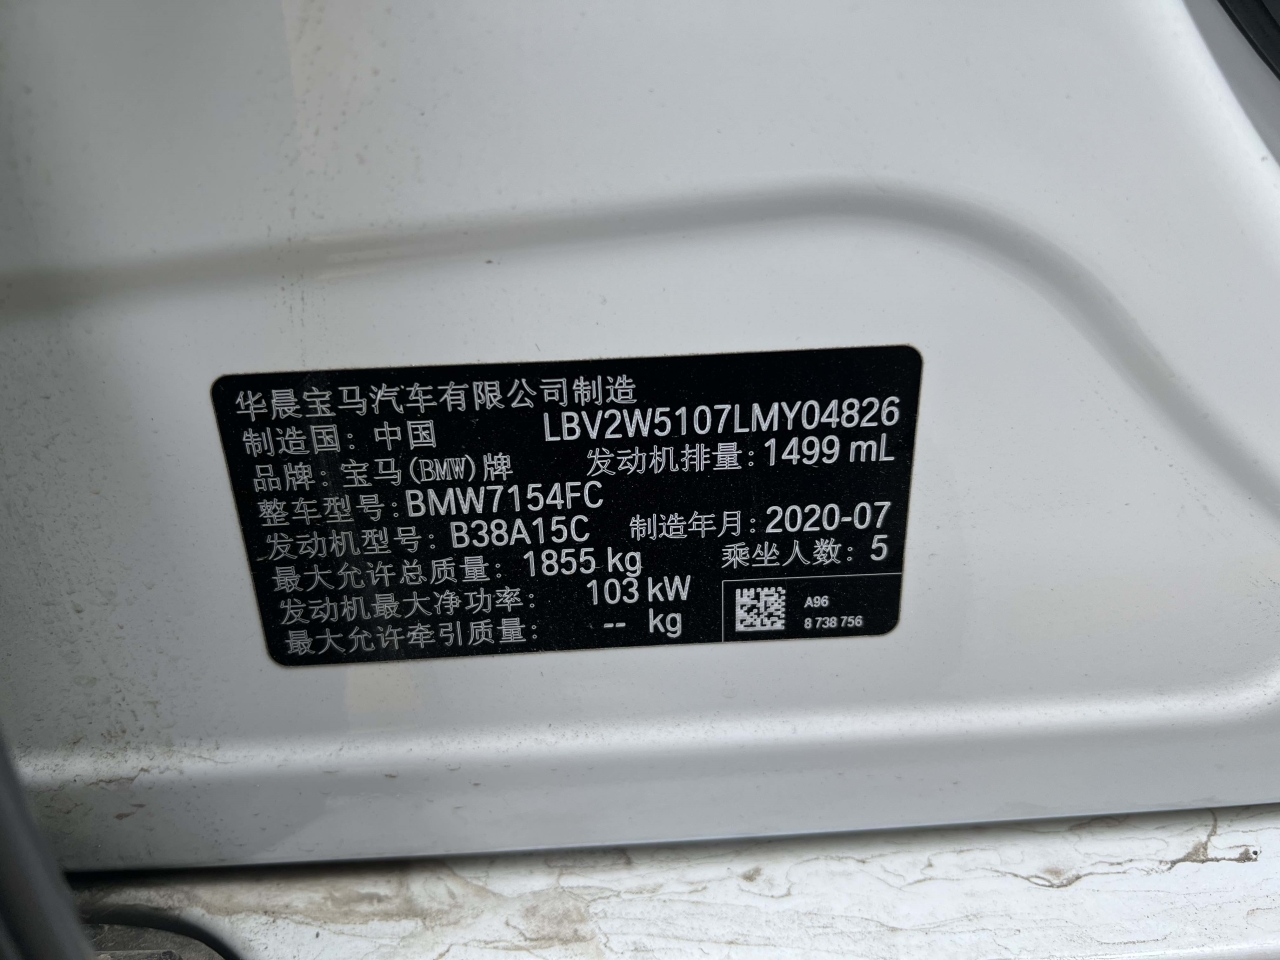 华晨宝马汽车有限公司制造
制造国：中国 LBV2W5107LMY04826
品牌：宝马(BMW)牌 发动机排量：1499 mL
整车型号：BMW7154FC
发动机型号：B38A15C 制造年月：2020-07
最大允许总质量：1855 kg 乘坐人数：5
发动机最大净功率：103 kW
最大允许牵引质量：-- kg
A96
8 738 756